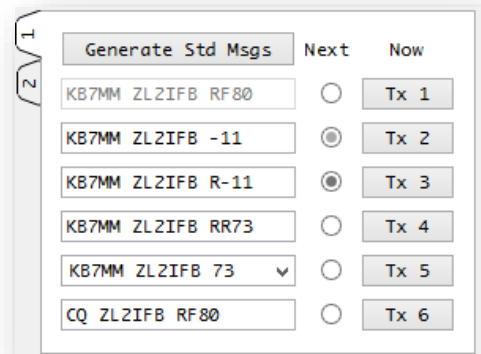 1
Generate Std Msgs Next Now
2
KB7MM ZL2IFB RF80 Tx 1
KB7MM ZL2IFB -11 Tx 2
KB7MM ZL2IFB R-11 Tx 3
KB7MM ZL2IFB RR73 Tx 4
KB7MM ZL2IFB 73 Tx 5
CQ ZL2IFB RF80 Tx 6